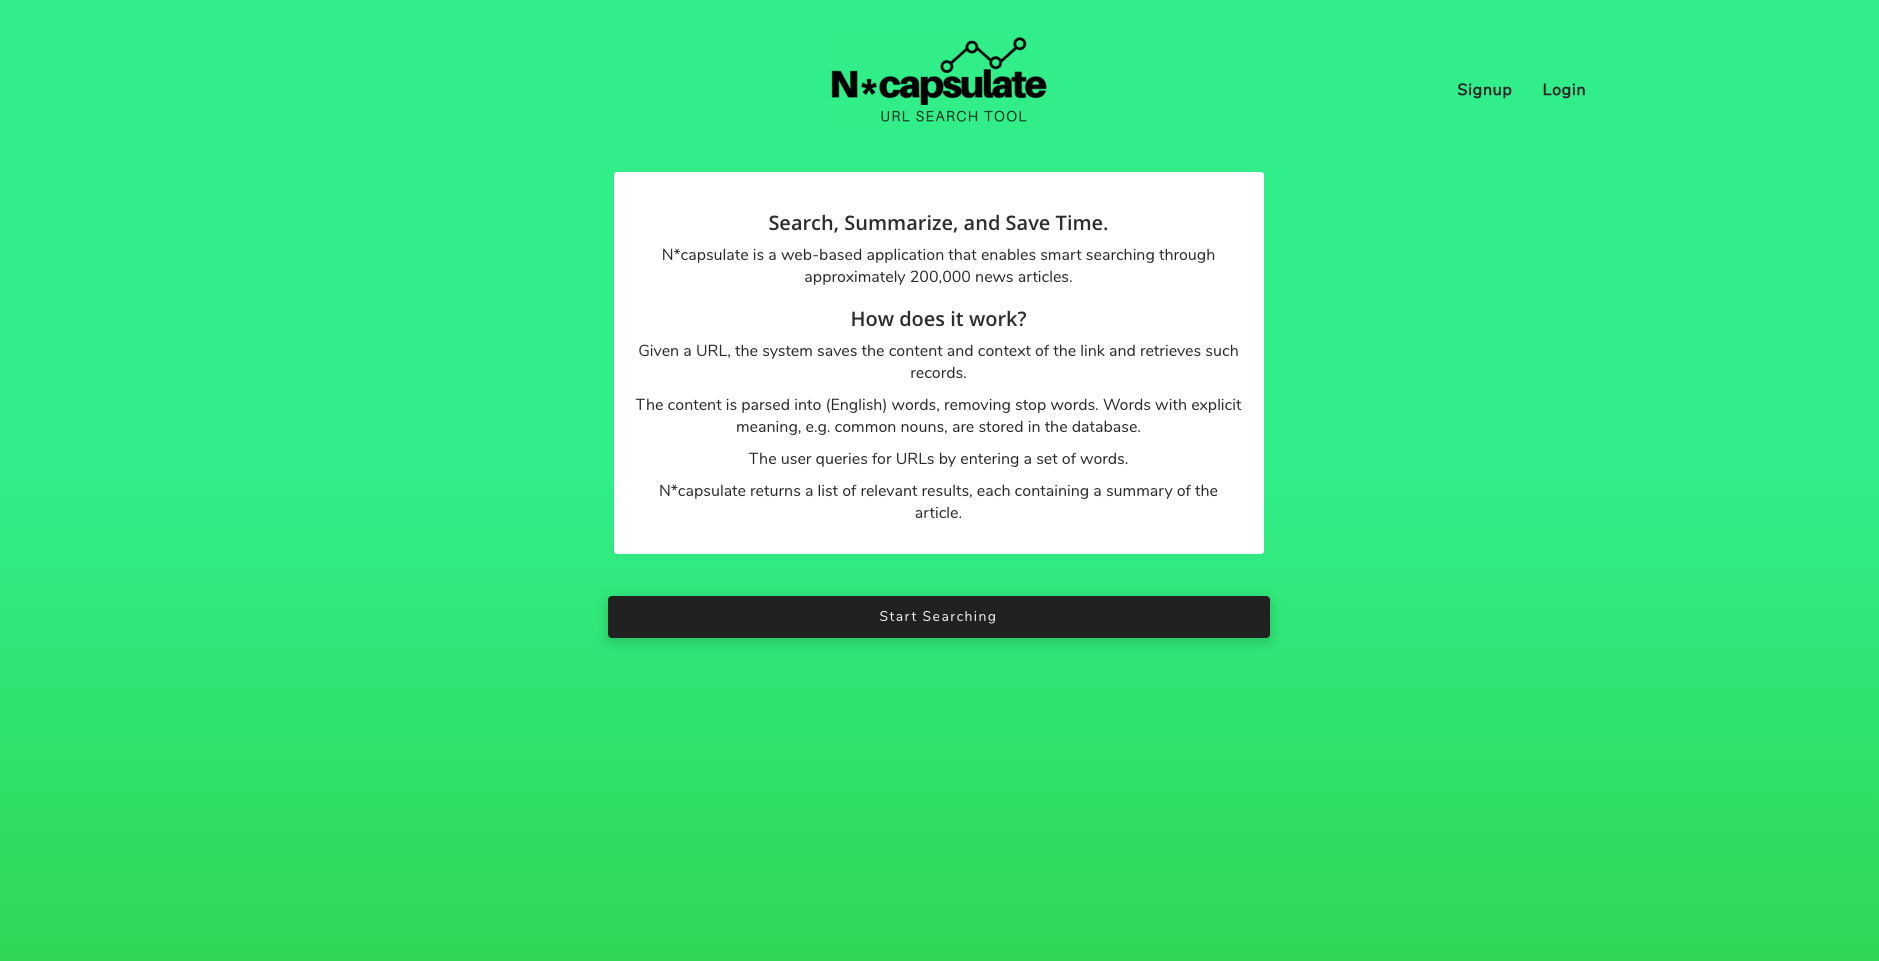 N*capsulate
URL SEARCH TOOL
Signup Login
Search, Summarize, and Save Time.
N*capsulate is a web-based application that enables smart searching through
approximately 200,000 news articles.
How does it work?
Given a URL, the system saves the content and context of the link and retrieves such
records.
The content is parsed into (English) words, removing stop words. Words with explicit
meaning, e.g. common nouns, are stored in the database.
The user queries for URLs by entering a set of words.
N*capsulate returns a list of relevant results, each containing a summary of the
article.
Start Searching